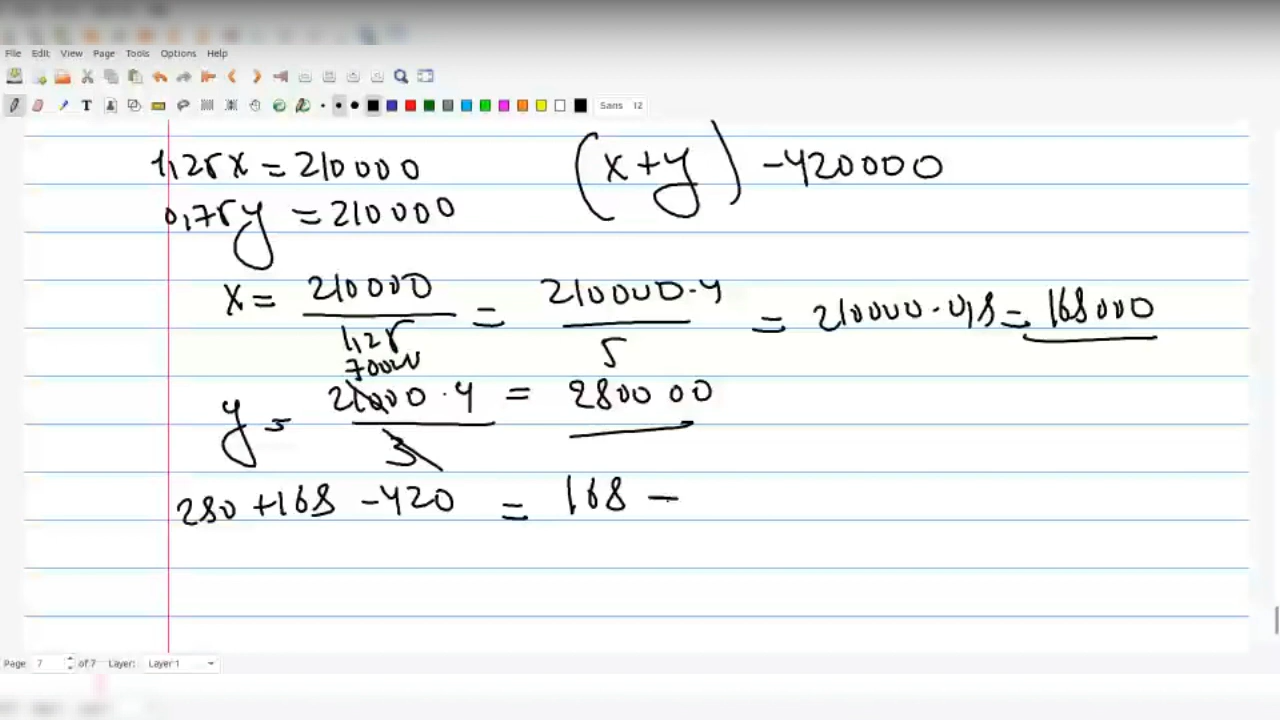 File Edit View Page Tools Options Help
T Sans 12
1,25x = 210000 (x+y) -420000
0,75y = 210000
x = 210000 / 1,25 = 210000·4 / 5 = 210000·0,8 = 168000
70000
y = 210000·4 / 3 = 280000
280 +168 -420 = 168 –
Page 7 of 7 Layer: Layer 1